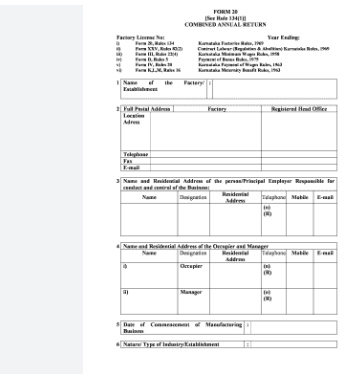 FORM 20
[See Rule 134(1)]
COMBINED ANNUAL RETURN
Factory License No: Year Ending:
i) Form 20, Rules 134 Karnataka Factories Rules, 1969
ii) Form XXV, Rules 82(2) Contract Labour (Regulation & Abolition) Karnataka Rules, 1969
iii) Form III, Rules 22(4) Karnataka Minimum Wages Rules, 1958
iv) Form D, Rules 5 Payment of Bonus Rules, 1975
v) Form IV, Rules 20 Karnataka Payment of Wages Rules, 1963
vi) Form K,L,M, Rules 16 Karnataka Maternity Benefit Rules, 1963
1 Name of the Factory/ :
Establishment
2 Full Postal Address Factory Registered Head Office
Location
Adress
Telephone
Fax
E-mail
3 Name and Residential Address of the person/Principal Employer Responsible for
conduct and control of the Business:
Name Designation Residential Address Telephone Mobile E-mail
(o)
(R)
4 Name and Residential Address of the Occupier and Manager
Name Designation Residential Address Telephone Mobile E-mail
i) Occupier (o)
(R)
ii) Manager (o)
(R)
5 Date of Commencement of Manufacturing :
Business
6 Nature/ Type of Industry/Establishment :